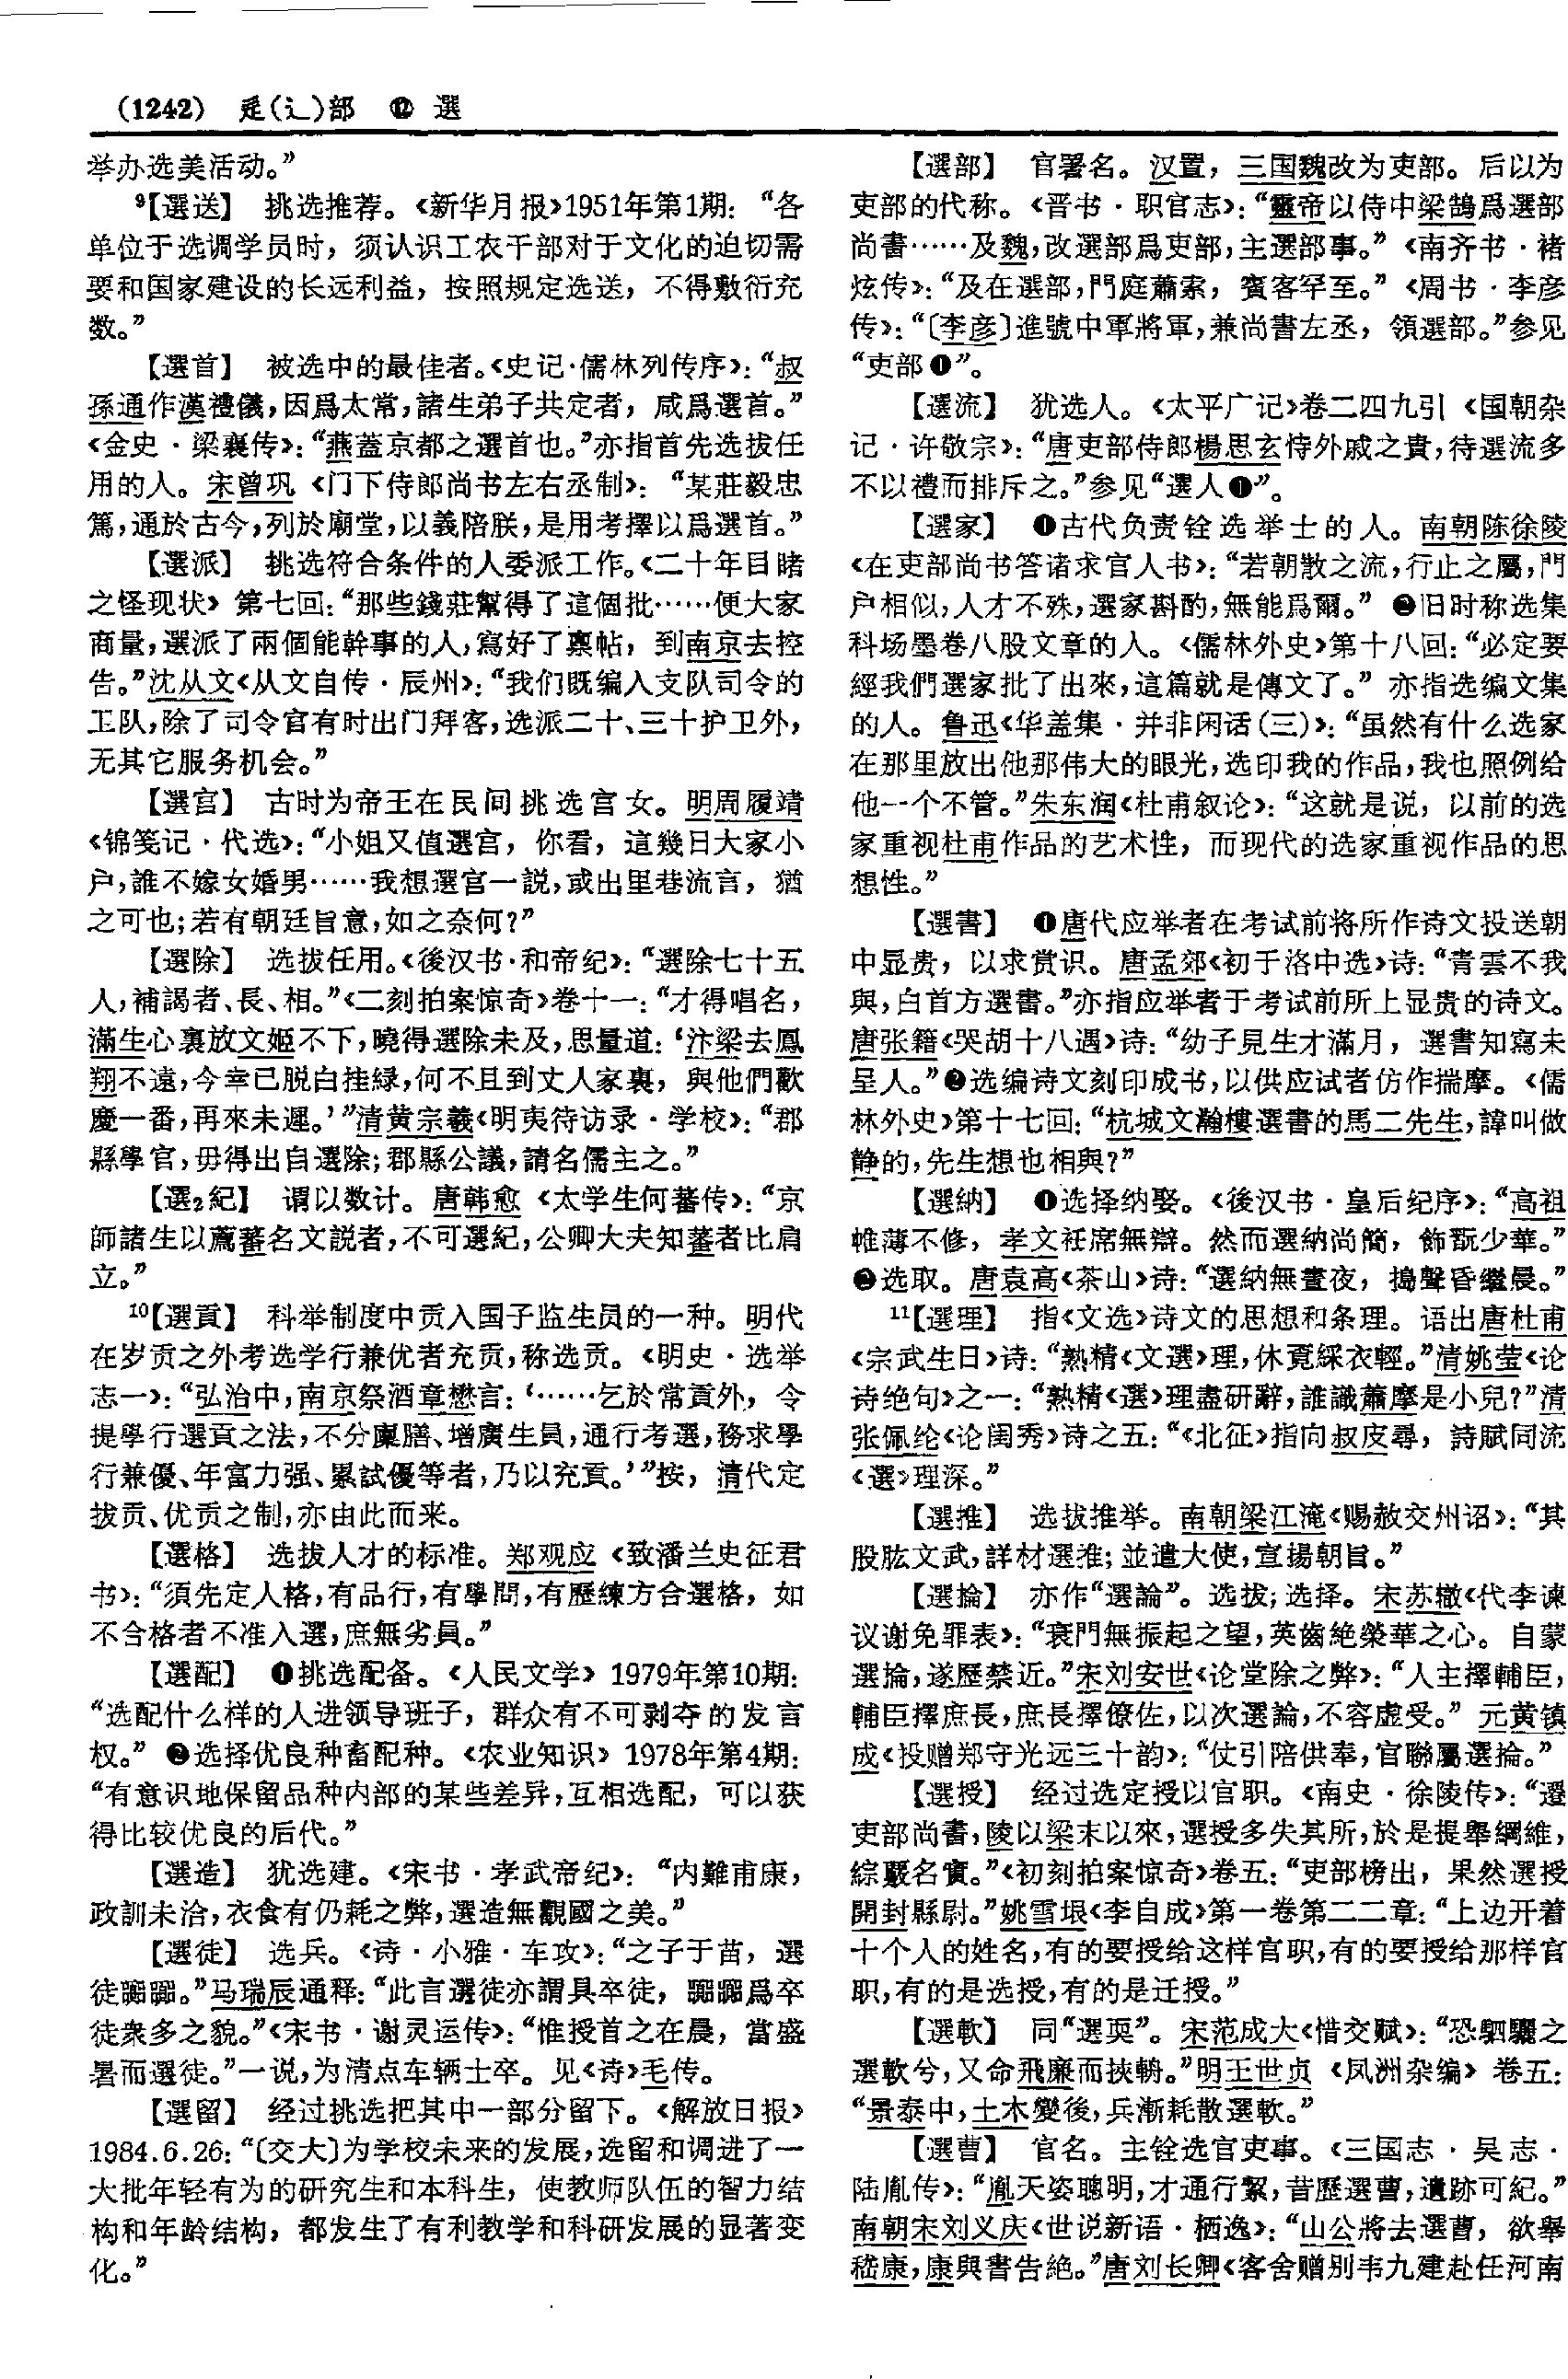 (1242) 辵(辶)部 ⓬ 選
举办选美活动。”
⁹【選送】 挑选推荐。《新华月报》1951年第1期：“各
单位于选调学员时，须认识工农干部对于文化的迫切需
要和国家建设的长远利益，按照规定选送，不得敷衍充
数。”
【選首】 被选中的最佳者。《史记·儒林列传序》：“叔
孫通作漢禮儀，因爲太常，諸生弟子共定者，咸爲選首。”
《金史·梁襄传》：“燕蓋京都之選首也。”亦指首先选拔任
用的人。宋曾巩《门下侍郎尚书左右丞制》：“某莊毅忠
篤，通於古今，列於廟堂，以義陪朕，是用考擇以爲選首。”
【選派】 挑选符合条件的人委派工作。《二十年目睹
之怪现状》第七回：“那些錢莊幫得了這個批……便大家
商量，選派了兩個能幹事的人，寫好了禀帖，到南京去控
告。”沈从文《从文自传·辰州》：“我们既编入支队司令的
卫队，除了司令官有时出门拜客，选派二十、三十护卫外，
无其它服务机会。”
【選宫】 古时为帝王在民间挑选宫女。明周履靖
《锦笺记·代选》：“小姐又值選宫，你看，這幾日大家小
户，誰不嫁女婚男……我想選宫一説，或出里巷流言，猶
之可也；若有朝廷旨意，如之奈何？”
【選除】 选拔任用。《後汉书·和帝纪》：“選除七十五
人，補謁者、長、相。”《二刻拍案惊奇》卷十一：“才得唱名，
滿生心裏放文姬不下，曉得選除未及，思量道：‘汴梁去鳳
翔不遠，今幸已脱白挂緑，何不且到丈人家裏，與他們歡
慶一番，再來未遲。’”清黄宗羲《明夷待访录·学校》：“郡
縣學官，毋得出自選除；郡縣公議，請名儒主之。”
【選₂紀】 谓以数计。唐韩愈《太学生何蕃传》：“京
師諸生以薦蕃名文説者，不可選紀，公卿大夫知蕃者比肩
立。”
¹⁰【選貢】 科举制度中贡入国子监生员的一种。明代
在岁贡之外考选学行兼优者充贡，称选贡。《明史·选举
志一》：“弘治中，南京祭酒章懋言：‘……乞於常貢外，令
提學行選貢之法，不分廩膳、增廣生員，通行考選，務求學
行兼優、年富力强、累試優等者，乃以充貢。’”按，清代定
拔贡、优贡之制，亦由此而来。
【選格】 选拔人才的标准。郑观应《致潘兰史征君
书》：“須先定人格，有品行，有學問，有歷練方合選格，如
不合格者不准入選，庶無劣員。”
【選配】 ❶挑选配备。《人民文学》1979年第10期：
“选配什么样的人进领导班子，群众有不可剥夺的发言
权。” ❷选择优良种畜配种。《农业知识》1978年第4期：
“有意识地保留品种内部的某些差异，互相选配，可以获
得比较优良的后代。”
【選造】 犹选建。《宋书·孝武帝纪》：“内難甫康，
政訓未洽，衣食有仍耗之弊，選造無觀國之美。”
【選徒】 选兵。《诗·小雅·车攻》：“之子于苗，選
徒嚻嚻。”马瑞辰通释：“此言選徒亦謂具卒徒，嚻嚻爲卒
徒衆多之貌。”《宋书·谢灵运传》：“惟授首之在晨，當盛
暑而選徒。”一说，为清点车辆士卒。见《诗》毛传。
【選留】 经过挑选把其中一部分留下。《解放日报》
1984.6.26：“〔交大〕为学校未来的发展，选留和调进了一
大批年轻有为的研究生和本科生，使教师队伍的智力结
构和年龄结构，都发生了有利教学和科研发展的显著变
化。”
【選部】 官署名。汉置，三国魏改为吏部。后以为
吏部的代称。《晋书·职官志》：“靈帝以侍中梁鵠爲選部
尚書……及魏，改選部爲吏部，主選部事。”《南齐书·褚
炫传》：“及在選部，門庭蕭索，賓客罕至。”《周书·李彦
传》：“〔李彦〕進號中軍將軍，兼尚書左丞，領選部。”参见
“吏部❶”。
【選流】 犹选人。《太平广记》卷二四九引《国朝杂
记·许敬宗》：“唐吏部侍郎楊思玄恃外戚之貴，待選流多
不以禮而排斥之。”参见“選人❶”。
【選家】 ❶古代负责铨选举士的人。南朝陈徐陵
《在吏部尚书答诸求官人书》：“若朝散之流，行止之屬，門
户相似，人才不殊，選家斟酌，無能爲爾。” ❷旧时称选集
科场墨卷八股文章的人。《儒林外史》第十八回：“必定要
經我們選家批了出來，這篇就是傳文了。”亦指选编文集
的人。鲁迅《华盖集·并非闲话（三）》：“虽然有什么选家
在那里放出他那伟大的眼光，选印我的作品，我也照例给
他一个不管。”朱东润《杜甫叙论》：“这就是说，以前的选
家重视杜甫作品的艺术性，而现代的选家重视作品的思
想性。”
【選書】 ❶唐代应举者在考试前将所作诗文投送朝
中显贵，以求赏识。唐孟郊《初于洛中选》诗：“青雲不我
與，白首方選書。”亦指应举者于考试前所上显贵的诗文。
唐张籍《哭胡十八遇》诗：“幼子見生才滿月，選書知寫未
呈人。”❷选编诗文刻印成书，以供应试者仿作揣摩。《儒
林外史》第十七回：“杭城文瀚樓選書的馬二先生，諱叫做
静的，先生想也相與？”
【選納】 ❶选择纳娶。《後汉书·皇后纪序》：“高祖
帷薄不修，孝文衽席無辯。然而選納尚簡，飾翫少華。”
❷选取。唐袁高《茶山》诗：“選納無晝夜，搗聲昏繼晨。”
¹¹【選理】 指《文选》诗文的思想和条理。语出唐杜甫
《宗武生日》诗：“熟精《文選》理，休覓綵衣輕。”清姚莹《论
诗绝句》之一：“熟精《選》理盡研辭，誰識蕭摩是小兒？”清
张佩纶《论闺秀》诗之五：“《北征》指向叔皮尋，詩賦同流
《選》理深。”
【選推】 选拔推举。南朝梁江淹《赐赦交州诏》：“其
股肱文武，詳材選推；並遣大使，宣揚朝旨。”
【選掄】 亦作“選論”。选拔；选择。宋苏辙《代李谏
议谢免罪表》：“衰門無振起之望，英齒絶榮華之心。自蒙
選掄，遂歷禁近。”宋刘安世《论堂除之弊》：“人主擇輔臣，
輔臣擇庶長，庶長擇僚佐，以次選論，不容虚受。”元黄镇
成《投赠郑守光远三十韵》：“仗引陪供奉，官聯屬選掄。”
【選授】 经过选定授以官职。《南史·徐陵传》：“遷
吏部尚書，陵以梁末以來，選授多失其所，於是提舉綱維，
綜覈名實。”《初刻拍案惊奇》卷五：“吏部榜出，果然選授
開封縣尉。”姚雪垠《李自成》第一卷第二二章：“上边开着
十个人的姓名，有的要授给这样官职，有的要授给那样官
职，有的是选授，有的是迁授。”
【選軟】 同“選耎”。宋范成大《惜交赋》：“恐駟驪之
選軟兮，又命飛廉而挾輈。”明王世贞《凤洲杂编》卷五：
“景泰中，土木變後，兵漸耗散選軟。”
【選曹】 官名。主铨选官吏事。《三国志·吴志·
陆胤传》：“胤天姿聰明，才通行絜，昔歷選曹，遺跡可紀。”
南朝宋刘义庆《世说新语·栖逸》：“山公將去選曹，欲舉
嵇康，康與書告絶。”唐刘长卿《客舍赠别韦九建赴任河南